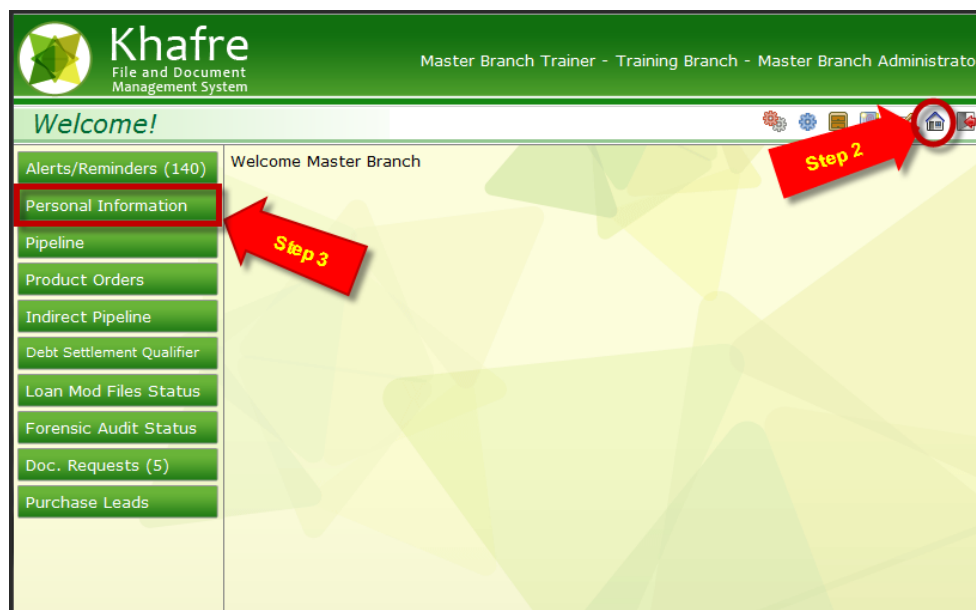 Khafre
File and Document
Management System
Master Branch Trainer - Training Branch - Master Branch Administrato
Welcome!
Step 2
Alerts/Reminders (140)
Welcome Master Branch
Personal Information
Step 3
Pipeline
Product Orders
Indirect Pipeline
Debt Settlement Qualifier
Loan Mod Files Status
Forensic Audit Status
Doc. Requests (5)
Purchase Leads